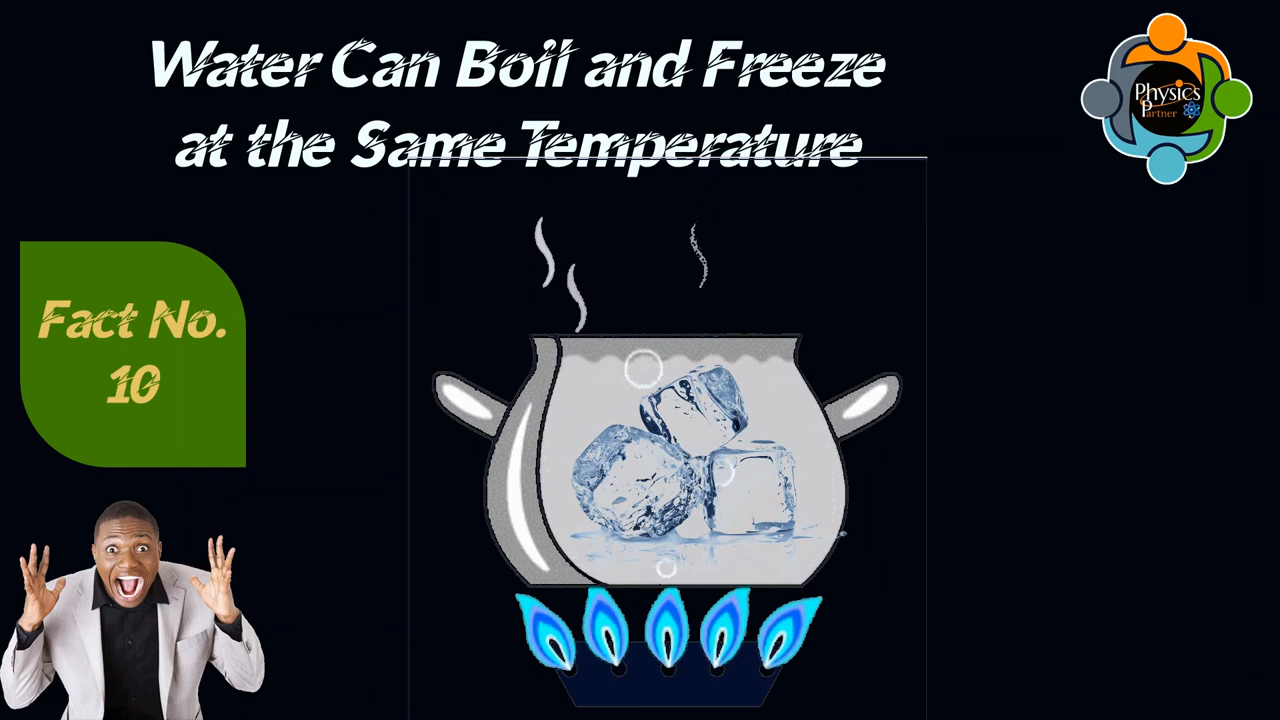 Water Can Boil and Freeze
at the Same Temperature
Physics
Partner
Fact No.
10